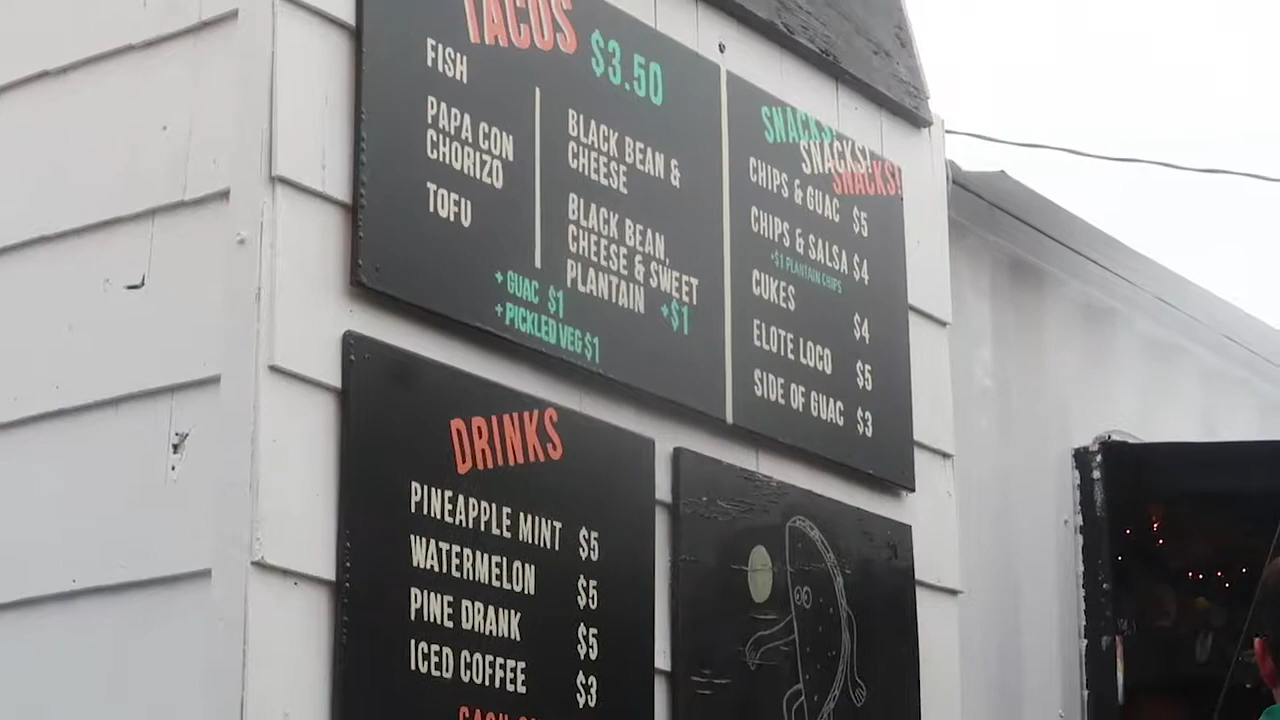 TACOS
$3.50
FISH
PAPA CON
CHORIZO
TOFU
BLACK BEAN &
CHEESE
BLACK BEAN,
CHEESE & SWEET
PLANTAIN +$1
+ GUAC $1
+ PICKLED VEG $1
SNACKS!
SNACKS!
SNACKS!
CHIPS & GUAC $5
CHIPS & SALSA $4
+$1 PLANTAIN CHIPS
CUKES $4
ELOTE LOCO $5
SIDE OF GUAC $3
DRINKS
PINEAPPLE MINT $5
WATERMELON $5
PINE DRANK $5
ICED COFFEE $3